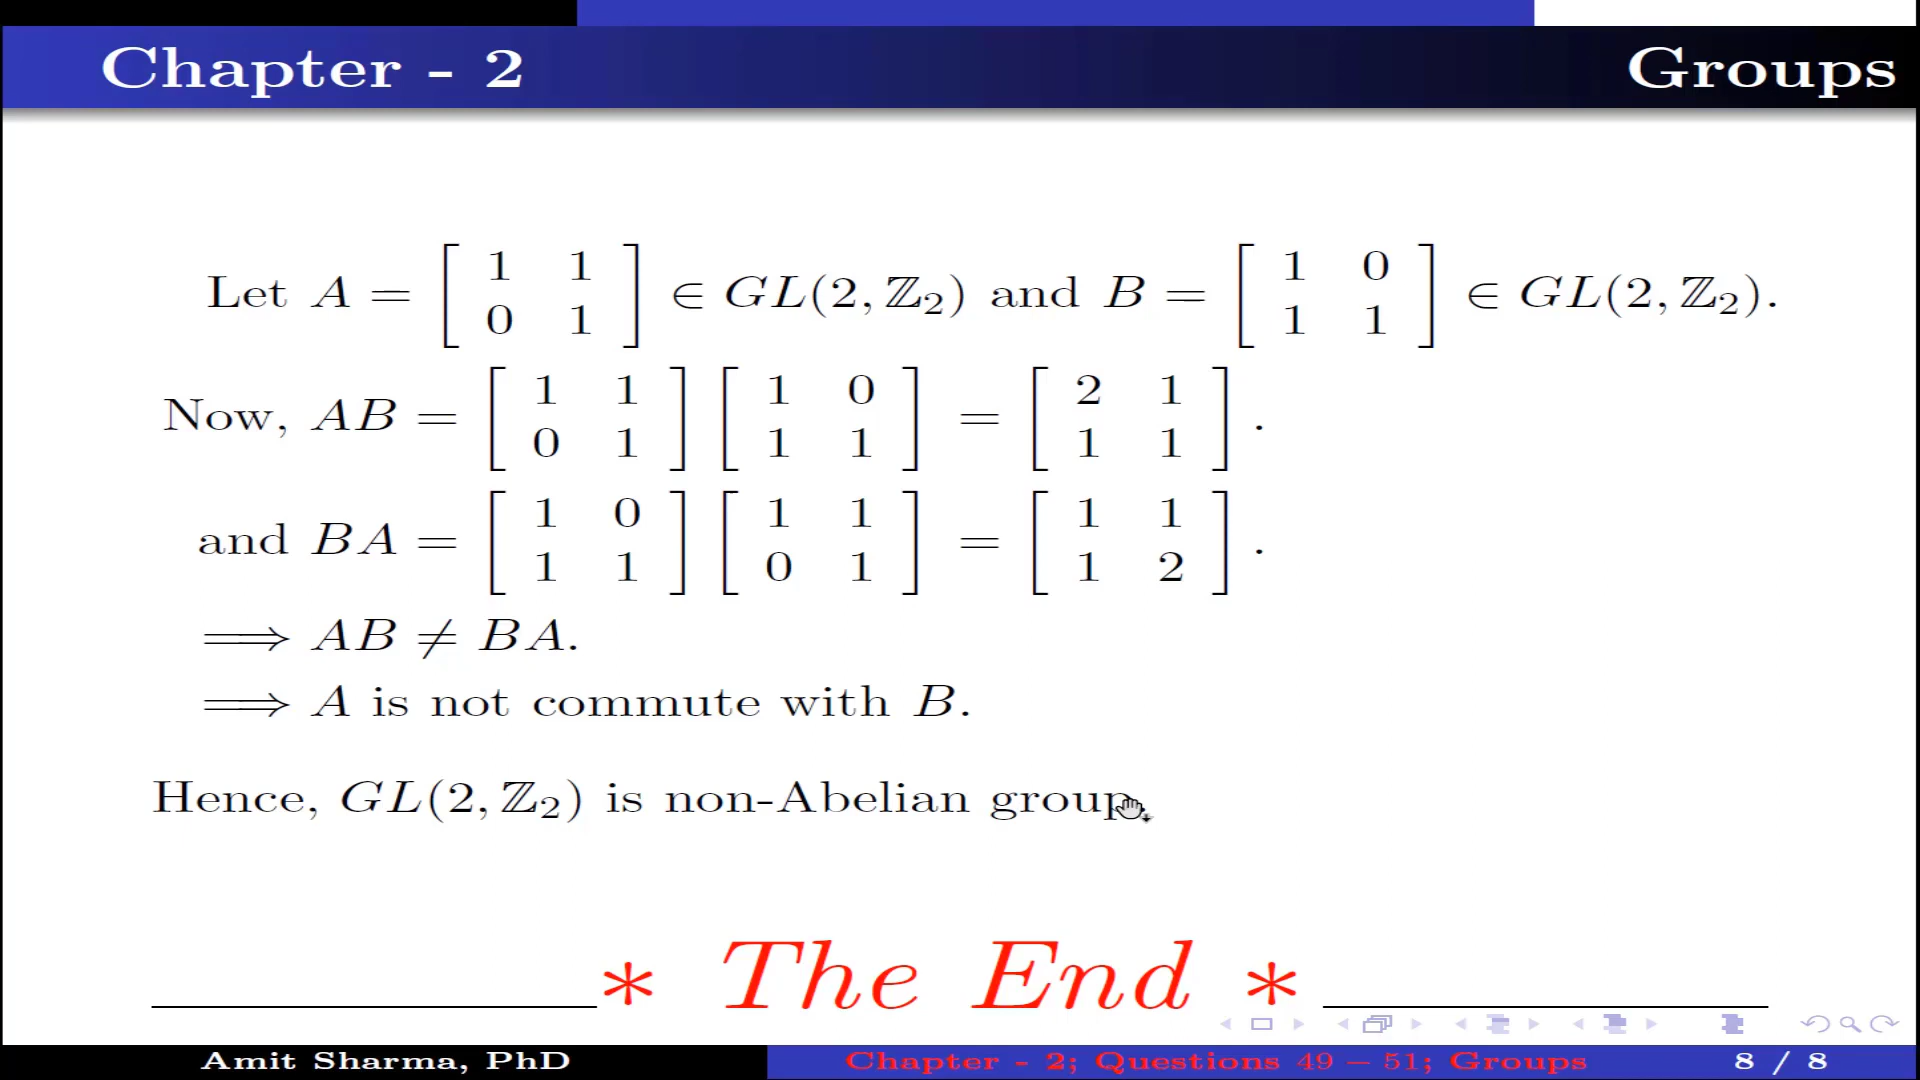 Chapter - 2 Groups
Let A = [ 1 1 ; 0 1 ] ∈ GL(2, ℤ₂) and B = [ 1 0 ; 1 1 ] ∈ GL(2, ℤ₂).
Now, AB = [ 1 1 ; 0 1 ] [ 1 0 ; 1 1 ] = [ 2 1 ; 1 1 ].
and BA = [ 1 0 ; 1 1 ] [ 1 1 ; 0 1 ] = [ 1 1 ; 1 2 ].
⟹ AB ≠ BA.
⟹ A is not commute with B.
Hence, GL(2, ℤ₂) is non-Abelian group.
* The End *
Amit Sharma, PhD Chapter - 2; Questions 49 – 51; Groups 8 / 8